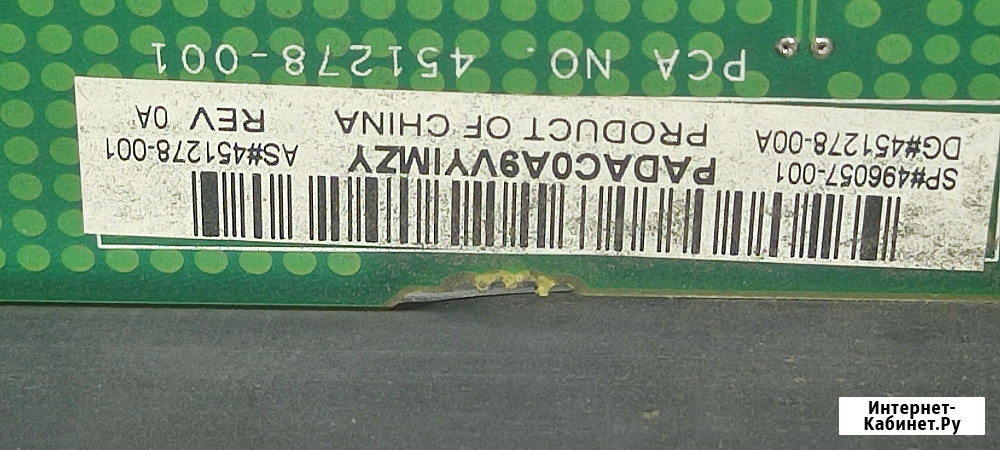 SP#496057-001 PADAC0A9VYIMZY AS#451278-001
DG#451278-00A PRODUCT OF CHINA REV 0A
PCA NO. 451278-001
Интернет-
Кабинет.Ру